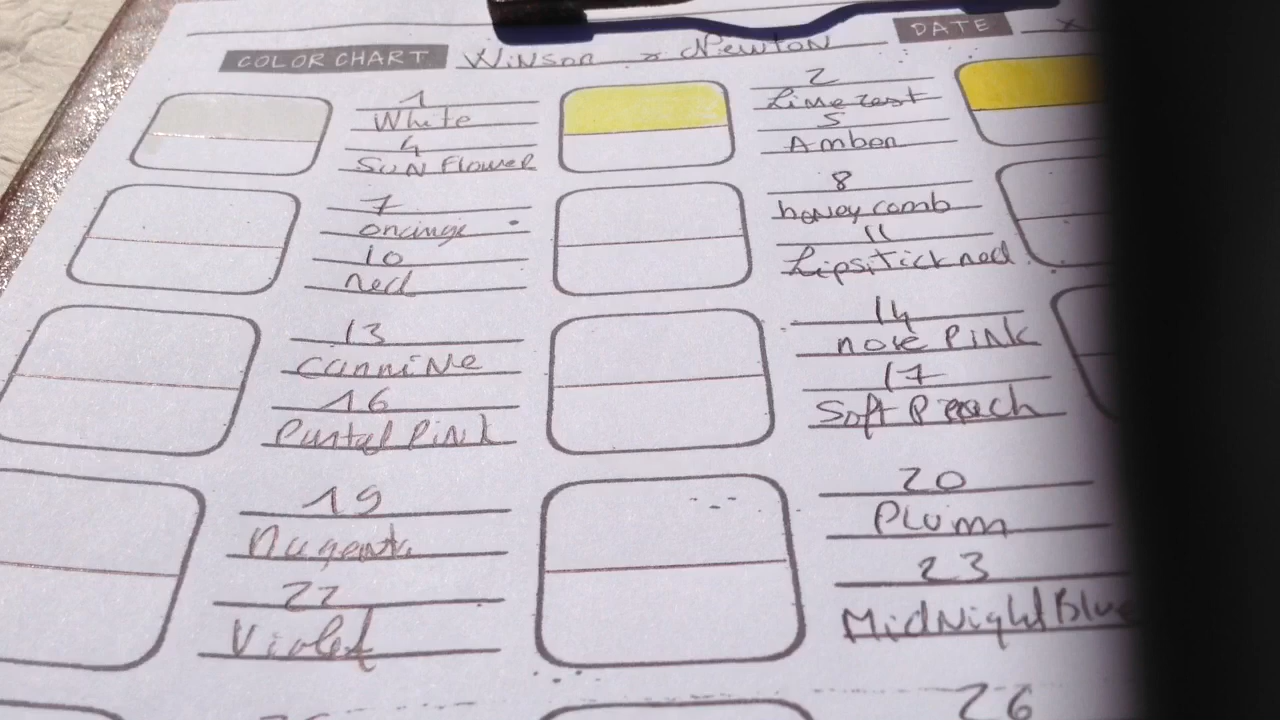 COLOR CHART Winson & Newton DATE
1
White
4
Sun Flower
2
Lime zest
5
Amber
7
orange
10
red
8
honey comb
11
Lipstick red
13
Carmine
16
Pastel Pink
14
rose Pink
17
Soft Peach
19
Magenta
22
Violet
20
Plum
23
Midnight Blue
26